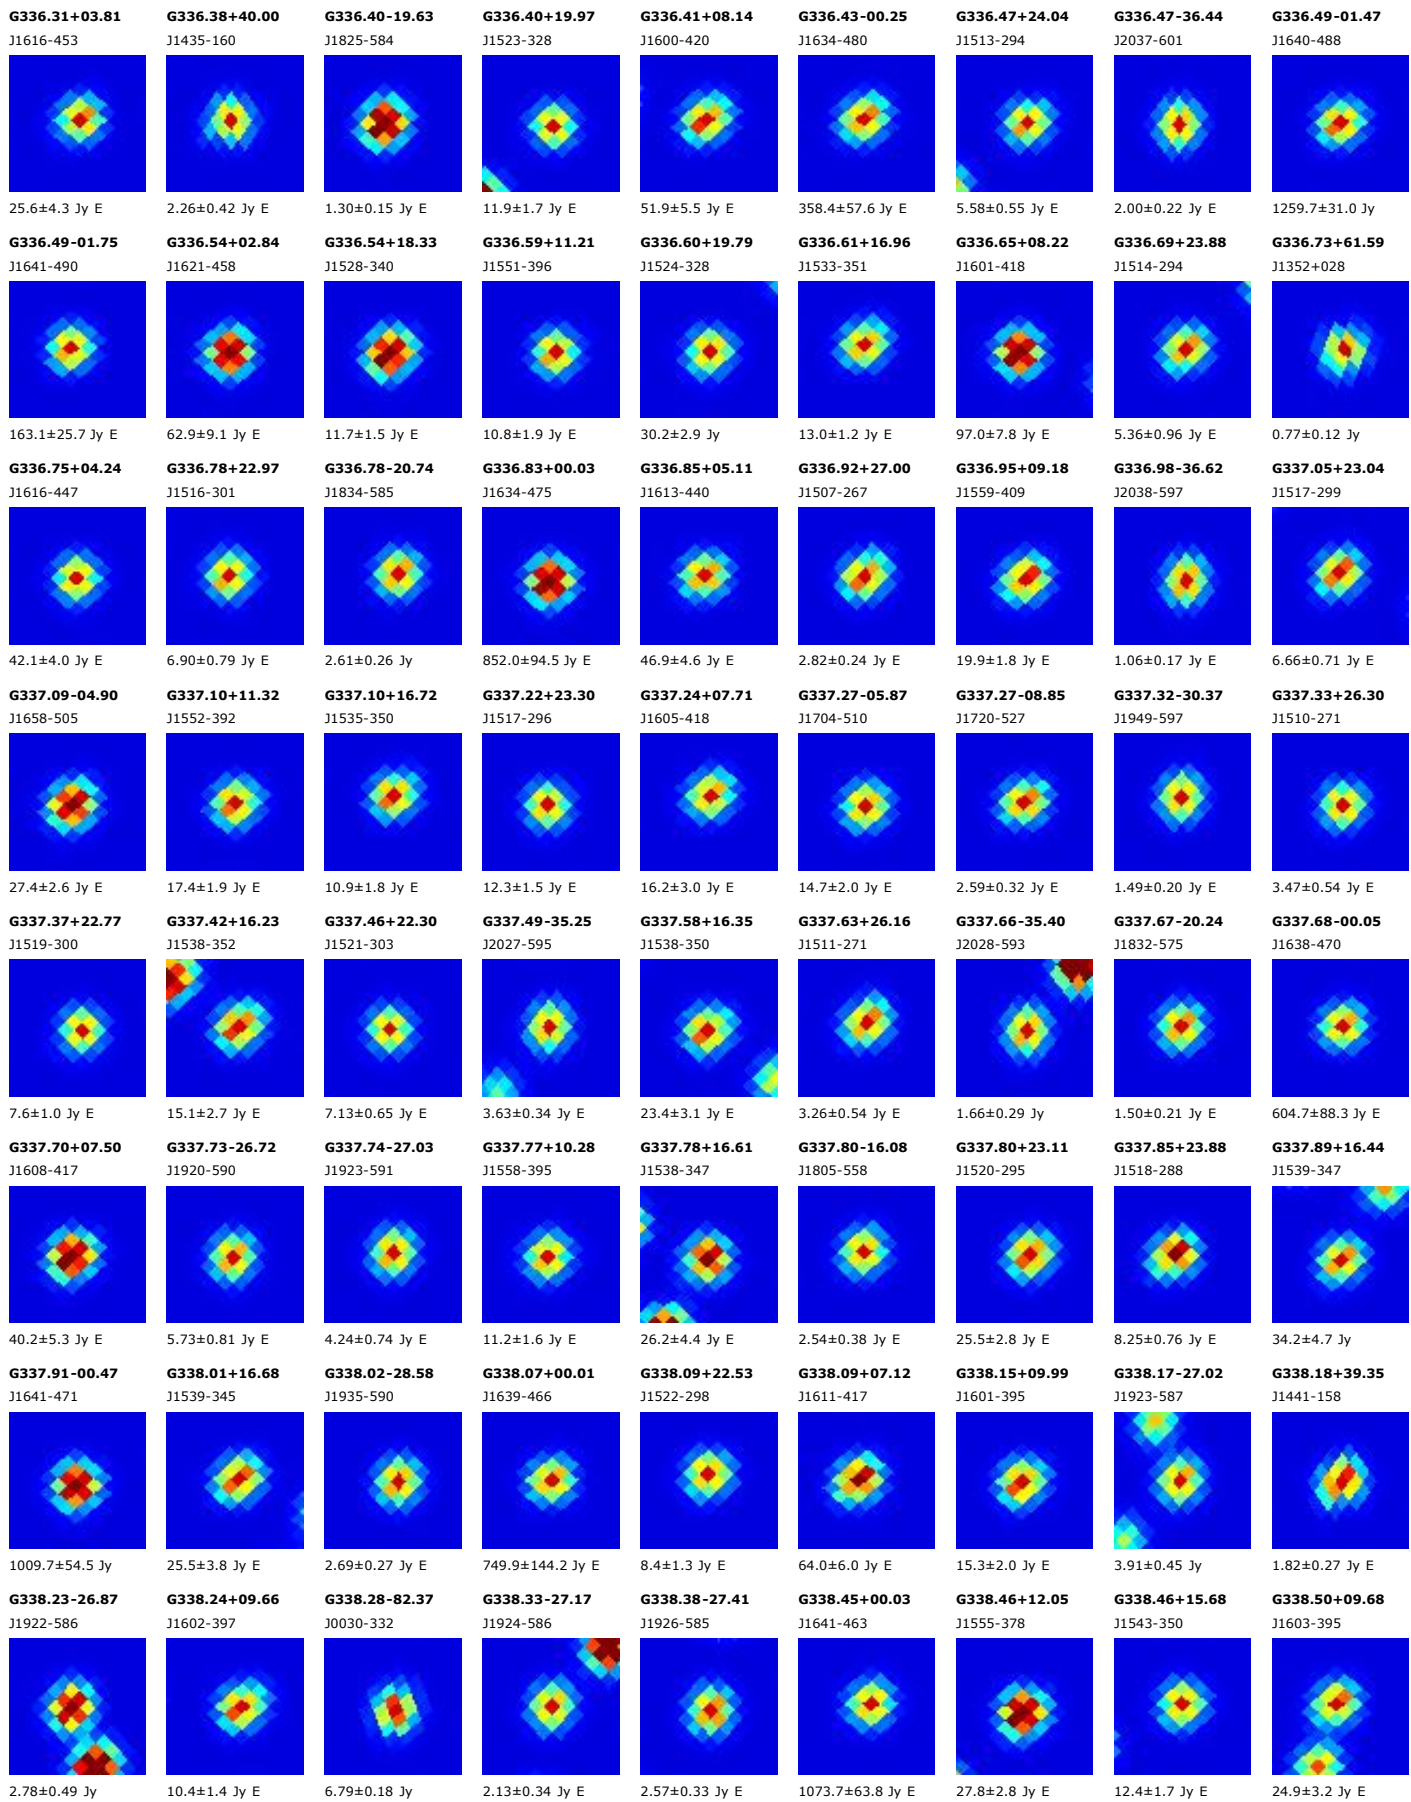 G336.31+03.81 G336.38+40.00 G336.40-19.63 G336.40+19.97 G336.41+08.14 G336.43-00.25 G336.47+24.04 G336.47-36.44 G336.49-01.47
J1616-453 J1435-160 J1825-584 J1523-328 J1600-420 J1634-480 J1513-294 J2037-601 J1640-488
25.6±4.3 Jy E 2.26±0.42 Jy E 1.30±0.15 Jy E 11.9±1.7 Jy E 51.9±5.5 Jy E 358.4±57.6 Jy E 5.58±0.55 Jy E 2.00±0.22 Jy E 1259.7±31.0 Jy
G336.49-01.75 G336.54+02.84 G336.54+18.33 G336.59+11.21 G336.60+19.79 G336.61+16.96 G336.65+08.22 G336.69+23.88 G336.73+61.59
J1641-490 J1621-458 J1528-340 J1551-396 J1524-328 J1533-351 J1601-418 J1514-294 J1352+028
163.1±25.7 Jy E 62.9±9.1 Jy E 11.7±1.5 Jy E 10.8±1.9 Jy E 30.2±2.9 Jy 13.0±1.2 Jy E 97.0±7.8 Jy E 5.36±0.96 Jy E 0.77±0.12 Jy
G336.75+04.24 G336.78+22.97 G336.78-20.74 G336.83+00.03 G336.85+05.11 G336.92+27.00 G336.95+09.18 G336.98-36.62 G337.05+23.04
J1616-447 J1516-301 J1834-585 J1634-475 J1613-440 J1507-267 J1559-409 J2038-597 J1517-299
42.1±4.0 Jy E 6.90±0.79 Jy E 2.61±0.26 Jy 852.0±94.5 Jy E 46.9±4.6 Jy E 2.82±0.24 Jy E 19.9±1.8 Jy E 1.06±0.17 Jy E 6.66±0.71 Jy E
G337.09-04.90 G337.10+11.32 G337.10+16.72 G337.22+23.30 G337.24+07.71 G337.27-05.87 G337.27-08.85 G337.32-30.37 G337.33+26.30
J1658-505 J1552-392 J1535-350 J1517-296 J1605-418 J1704-510 J1720-527 J1949-597 J1510-271
27.4±2.6 Jy E 17.4±1.9 Jy E 10.9±1.8 Jy E 12.3±1.5 Jy E 16.2±3.0 Jy E 14.7±2.0 Jy E 2.59±0.32 Jy E 1.49±0.20 Jy E 3.47±0.54 Jy E
G337.37+22.77 G337.42+16.23 G337.46+22.30 G337.49-35.25 G337.58+16.35 G337.63+26.16 G337.66-35.40 G337.67-20.24 G337.68-00.05
J1519-300 J1538-352 J1521-303 J2027-595 J1538-350 J1511-271 J2028-593 J1832-575 J1638-470
7.6±1.0 Jy E 15.1±2.7 Jy E 7.13±0.65 Jy E 3.63±0.34 Jy E 23.4±3.1 Jy E 3.26±0.54 Jy E 1.66±0.29 Jy 1.50±0.21 Jy E 604.7±88.3 Jy E
G337.70+07.50 G337.73-26.72 G337.74-27.03 G337.77+10.28 G337.78+16.61 G337.80-16.08 G337.80+23.11 G337.85+23.88 G337.89+16.44
J1608-417 J1920-590 J1923-591 J1558-395 J1538-347 J1805-558 J1520-295 J1518-288 J1539-347
40.2±5.3 Jy E 5.73±0.81 Jy E 4.24±0.74 Jy E 11.2±1.6 Jy E 26.2±4.4 Jy E 2.54±0.38 Jy E 25.5±2.8 Jy E 8.25±0.76 Jy E 34.2±4.7 Jy
G337.91-00.47 G338.01+16.68 G338.02-28.58 G338.07+00.01 G338.09+22.53 G338.09+07.12 G338.15+09.99 G338.17-27.02 G338.18+39.35
J1641-471 J1539-345 J1935-590 J1639-466 J1522-298 J1611-417 J1601-395 J1923-587 J1441-158
1009.7±54.5 Jy 25.5±3.8 Jy E 2.69±0.27 Jy E 749.9±144.2 Jy E 8.4±1.3 Jy E 64.0±6.0 Jy E 15.3±2.0 Jy E 3.91±0.45 Jy 1.82±0.27 Jy E
G338.23-26.87 G338.24+09.66 G338.28-82.37 G338.33-27.17 G338.38-27.41 G338.45+00.03 G338.46+12.05 G338.46+15.68 G338.50+09.68
J1922-586 J1602-397 J0030-332 J1924-586 J1926-585 J1641-463 J1555-378 J1543-350 J1603-395
2.78±0.49 Jy 10.4±1.4 Jy E 6.79±0.18 Jy 2.13±0.34 Jy E 2.57±0.33 Jy E 1073.7±63.8 Jy E 27.8±2.8 Jy E 12.4±1.7 Jy E 24.9±3.2 Jy E